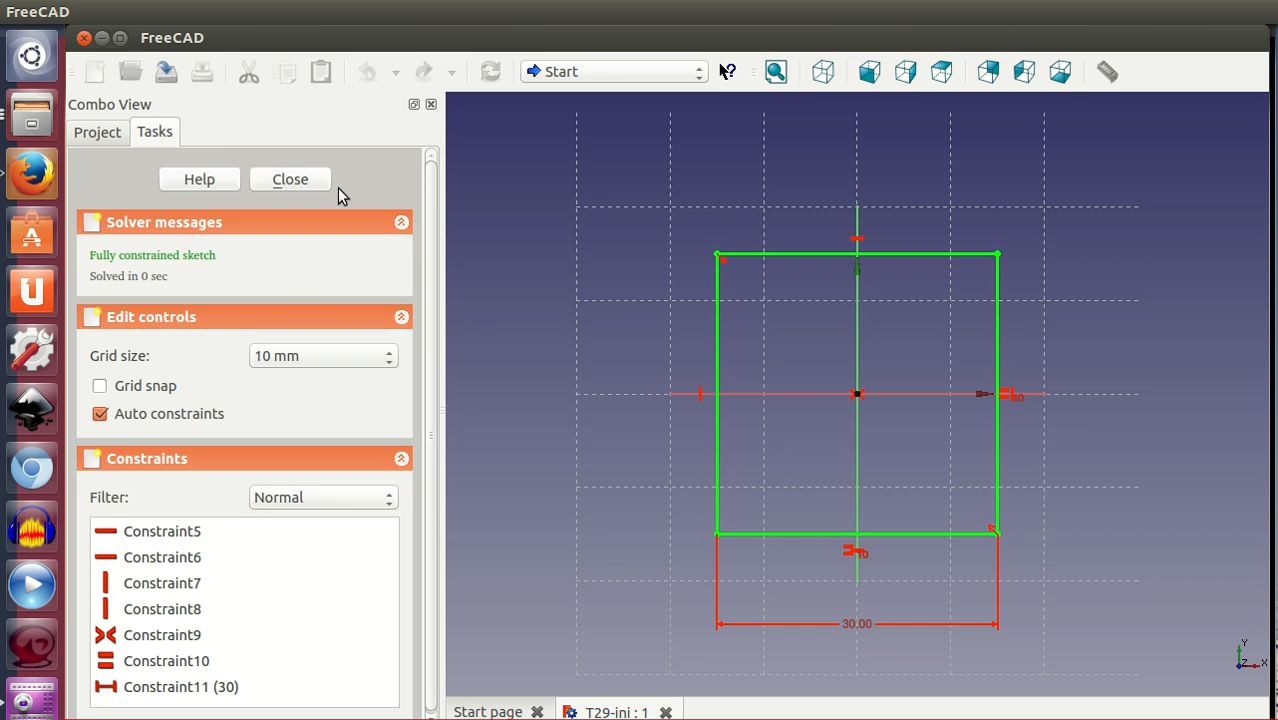 FreeCAD
FreeCAD
Start
Combo View
Project
Tasks
Help
Close
Solver messages
Fully constrained sketch
Solved in 0 sec
Edit controls
Grid size:
10 mm
Grid snap
Auto constraints
Constraints
Filter:
Normal
Constraint5
Constraint6
Constraint7
Constraint8
Constraint9
Constraint10
Constraint11 (30)
10
10
30.00
Y
Z
X
Start page
T29-ini : 1